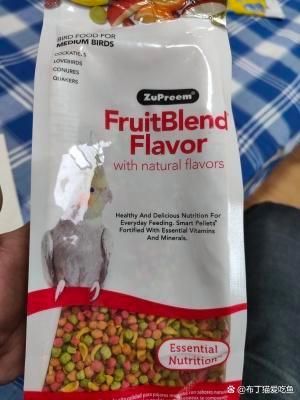 BIRD FOOD FOR
MEDIUM BIRDS
COCKATIELS
LOVEBIRDS
CONURES
QUAKERS
ZuPreem®
FruitBlend
Flavor
with natural flavors
Healthy And Delicious Nutrition For
Everyday Feeding. Smart Pellets®
Fortified With Essential Vitamins
And Minerals.
Essential
Nutrition
@布丁猫爱吃鱼